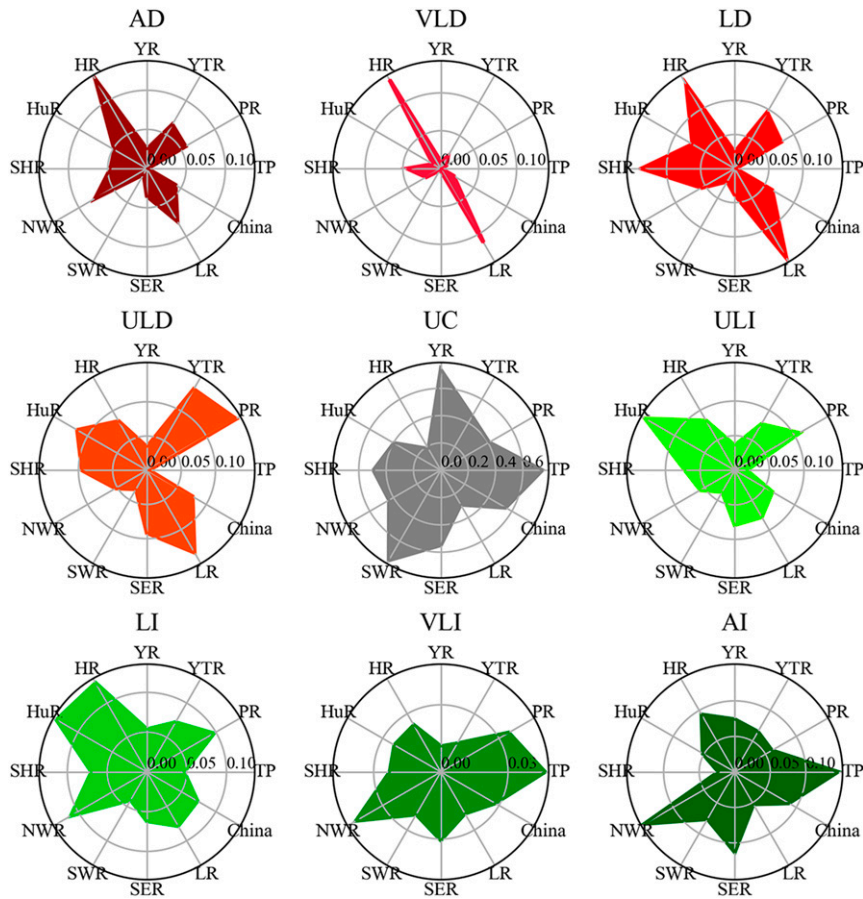 AD VLD LD
YR YR YR
HR YTR HR YTR HR YTR
HuR PR HuR PR HuR PR
SHR 0.00 0.05 0.10 TP SHR 0.00 0.05 0.10 TP SHR 0.00 0.05 0.10 TP
NWR China NWR China NWR China
SWR LR SWR LR SWR LR
SER SER SER
ULD UC ULI
YR YR YR
HR YTR HR YTR HR YTR
HuR PR HuR PR HuR PR
SHR 0.00 0.05 0.10 TP SHR 0.0 0.2 0.4 0.6 TP SHR 0.00 0.05 0.10 TP
NWR China NWR China NWR China
SWR LR SWR LR SWR LR
SER SER SER
LI VLI AI
YR YR YR
HR YTR HR YTR HR YTR
HuR PR HuR PR HuR PR
SHR 0.00 0.05 0.10 TP SHR 0.00 0.03 TP SHR 0.00 0.05 0.10 TP
NWR China NWR China NWR China
SWR LR SWR LR SWR LR
SER SER SER